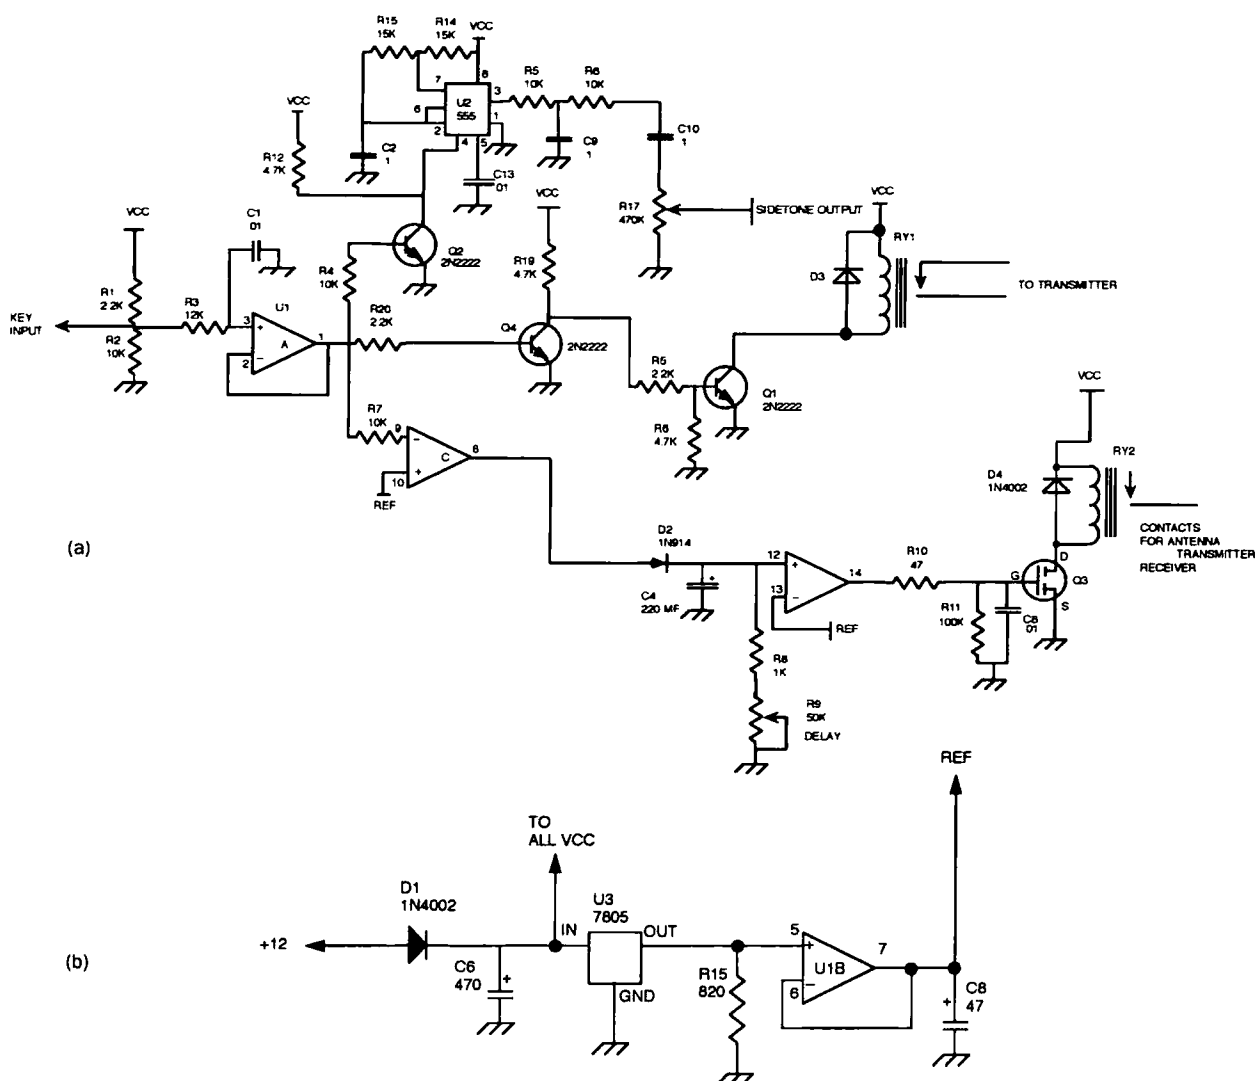 R15
15K
R14
15K
VCC
7
8
6
U2
555
3
1
2
4
5
R5
10K
R6
10K
VCC
R12
4.7K
C2
1
C13
01
C9
1
C10
1
R17
470K
SIDETONE OUTPUT
VCC
VCC
C1
01
R4
10K
Q2
2N2222
R19
4.7K
VCC
D3
RY1
TO TRANSMITTER
KEY
INPUT
R1
2.2K
R2
10K
R3
12K
U1
3
+
A
1
2
-
R20
2.2K
Q4
2N2222
R5
2.2K
Q1
2N2222
R6
4.7K
R7
10K
9
-
C
8
10
+
REF
VCC
D4
1N4002
RY2
CONTACTS
FOR ANTENNA
TRANSMITTER
RECEIVER
(a)
D2
1N914
C4
220 MF
+
12
+
13
-
14
REF
R10
47
G
D
Q3
S
R11
100K
C6
01
R8
1K
R9
50K
DELAY
REF
TO
ALL VCC
D1
1N4002
+12
(b)
C6
470
+
IN
U3
7805
OUT
GND
R15
820
5
+
U1B
7
6
-
+
C8
47